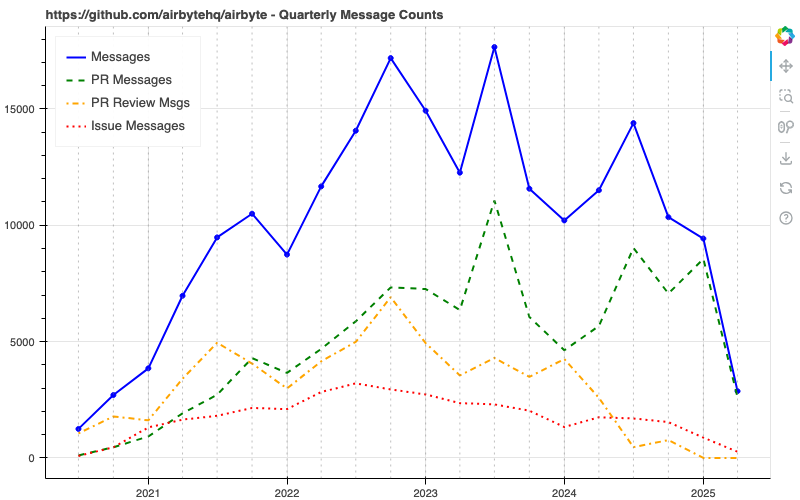 https://github.com/airbytehq/airbyte - Quarterly Message Counts
Messages
PR Messages
PR Review Msgs
Issue Messages
15000
10000
5000
0
2021
2022
2023
2024
2025